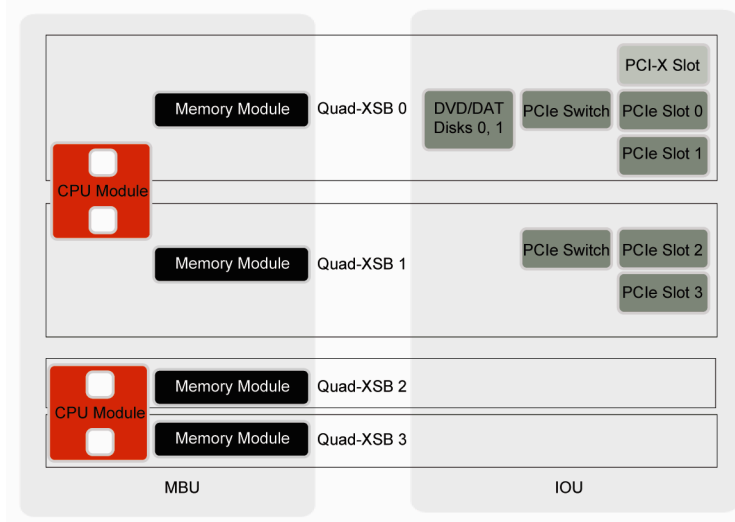 PCI-X Slot
Memory Module
Quad-XSB 0
DVD/DAT
Disks 0, 1
PCIe Switch
PCIe Slot 0
PCIe Slot 1
CPU Module
Memory Module
Quad-XSB 1
PCIe Switch
PCIe Slot 2
PCIe Slot 3
Memory Module
Quad-XSB 2
CPU Module
Memory Module
Quad-XSB 3
MBU
IOU